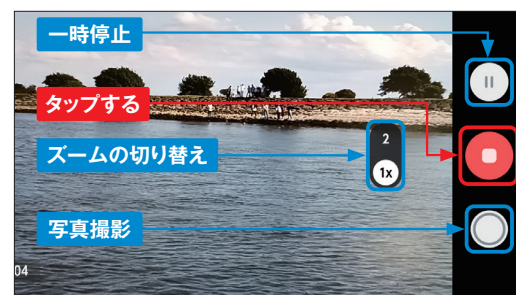 一時停止
タップする
2
ズームの切り替え
1x
写真撮影
04